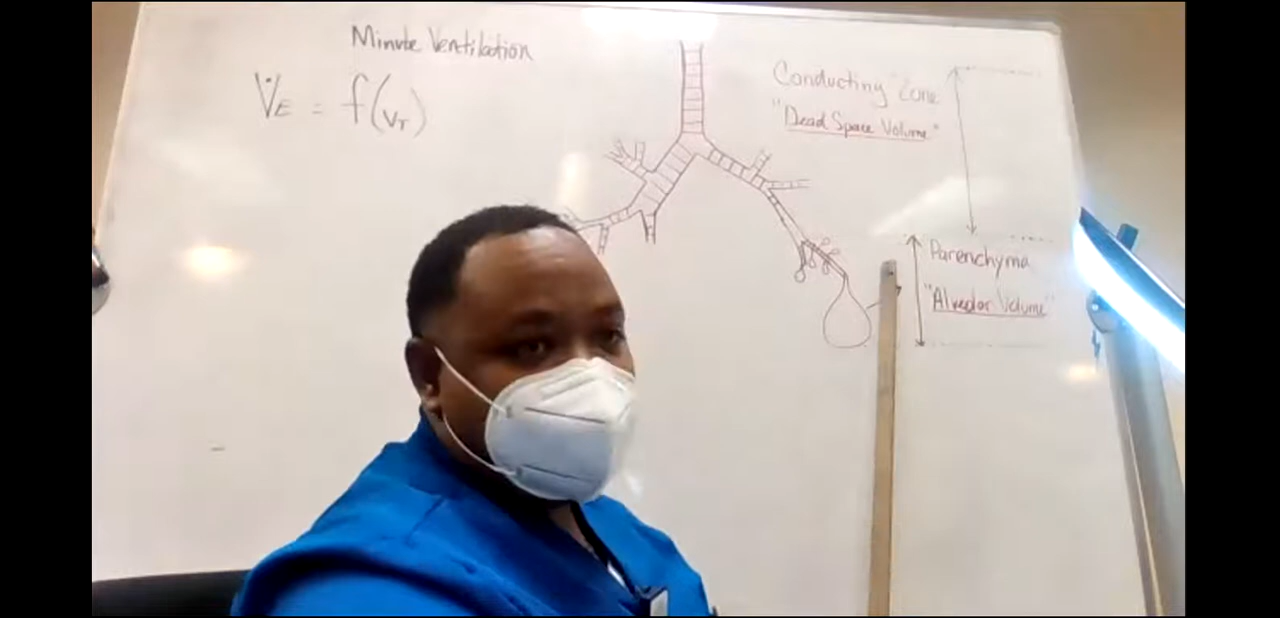 Minute Ventilation
V̇E = f(VT)
Conducting Zone
"Dead Space Volume"
Parenchyma
"Alveolar Volume"